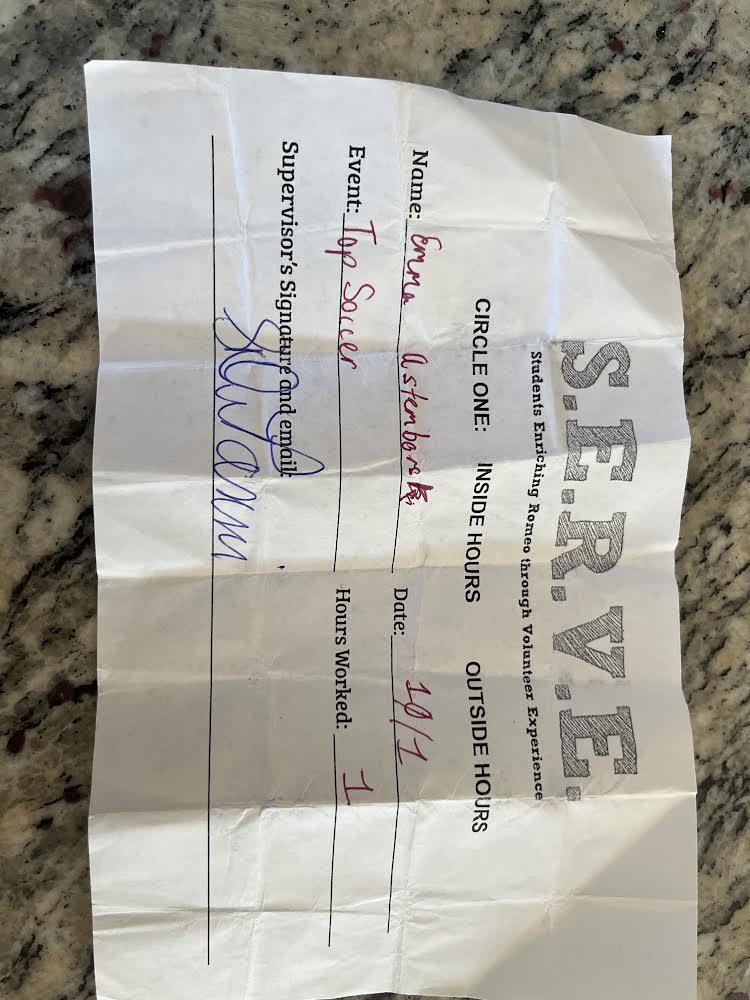 S.E.R.V.E.
Students Enriching Romeo through Volunteer Experience
CIRCLE ONE: INSIDE HOURS OUTSIDE HOURS
Name: Emma Date: 10/1
Event: Top Soccer Hours Worked: 1
Supervisor's Signature and email: